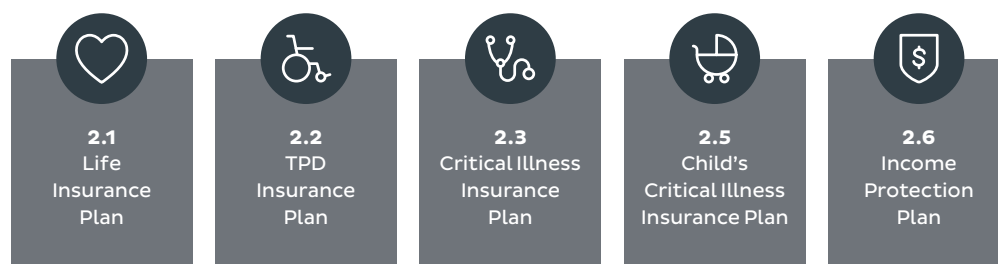 2.1
Life
Insurance
Plan
2.2
TPD
Insurance
Plan
2.3
Critical Illness
Insurance
Plan
2.5
Child's
Critical Illness
Insurance Plan
$
2.6
Income
Protection
Plan